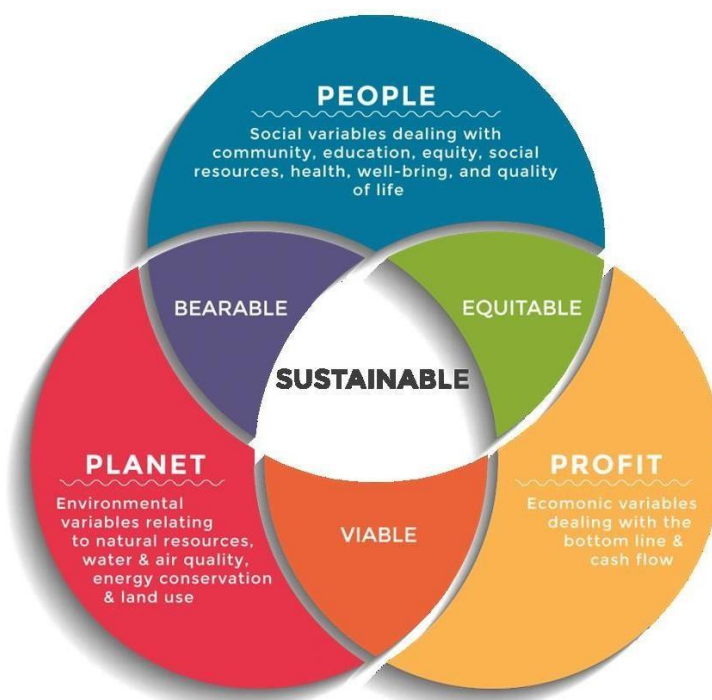 PEOPLE
Social variables dealing with
community, education, equity, social
resources, health, well-bring, and quality
of life
BEARABLE
EQUITABLE
SUSTAINABLE
PLANET
Environmental
variables relating
to natural resources,
water & air quality,
energy conservation
& land use
VIABLE
PROFIT
Ecomonic variables
dealing with the
bottom line &
cash flow